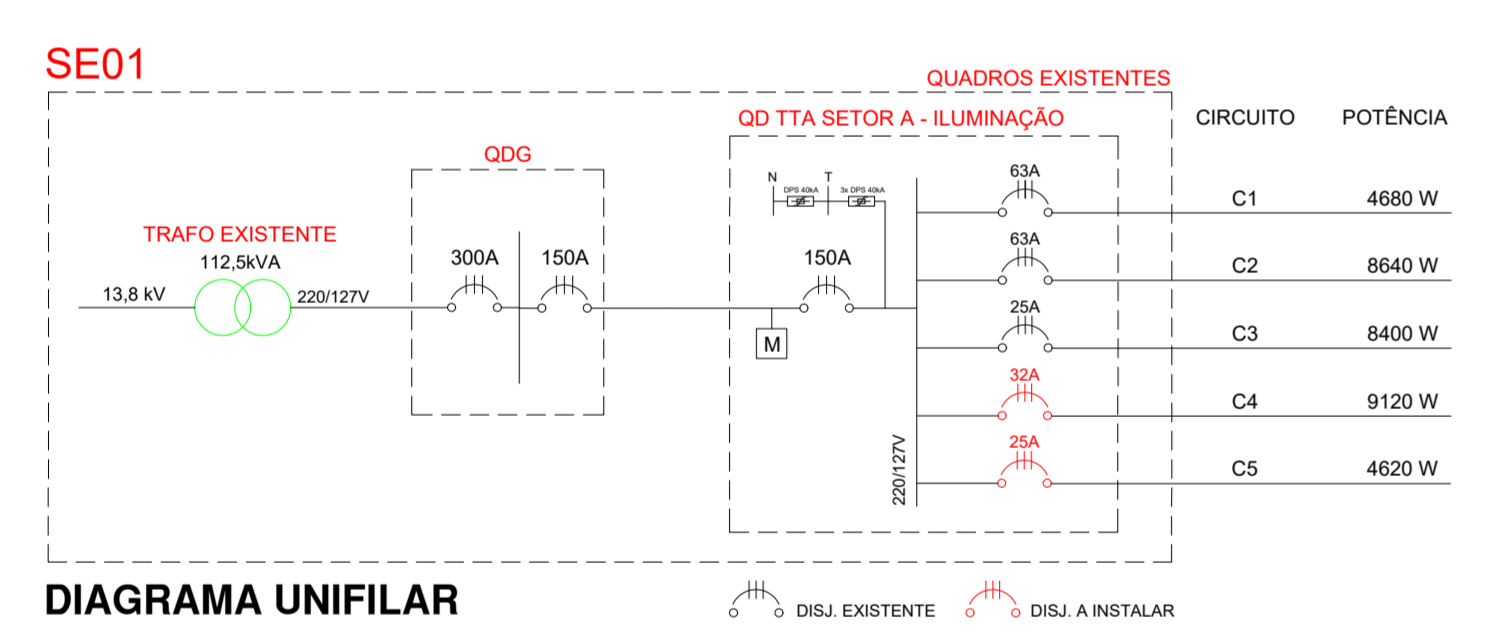 SE01
QUADROS EXISTENTES
QD TTA SETOR A - ILUMINAÇÃO
CIRCUITO POTÊNCIA
QDG
TRAFO EXISTENTE
112,5kVA
13,8 kV
220/127V
300A
150A
N
T
DPS 40kA
3x DPS 40kA
150A
M
220/127V
63A
C1 4680 W
63A
C2 8640 W
25A
C3 8400 W
32A
C4 9120 W
25A
C5 4620 W
DIAGRAMA UNIFILAR
DISJ. EXISTENTE
DISJ. A INSTALAR